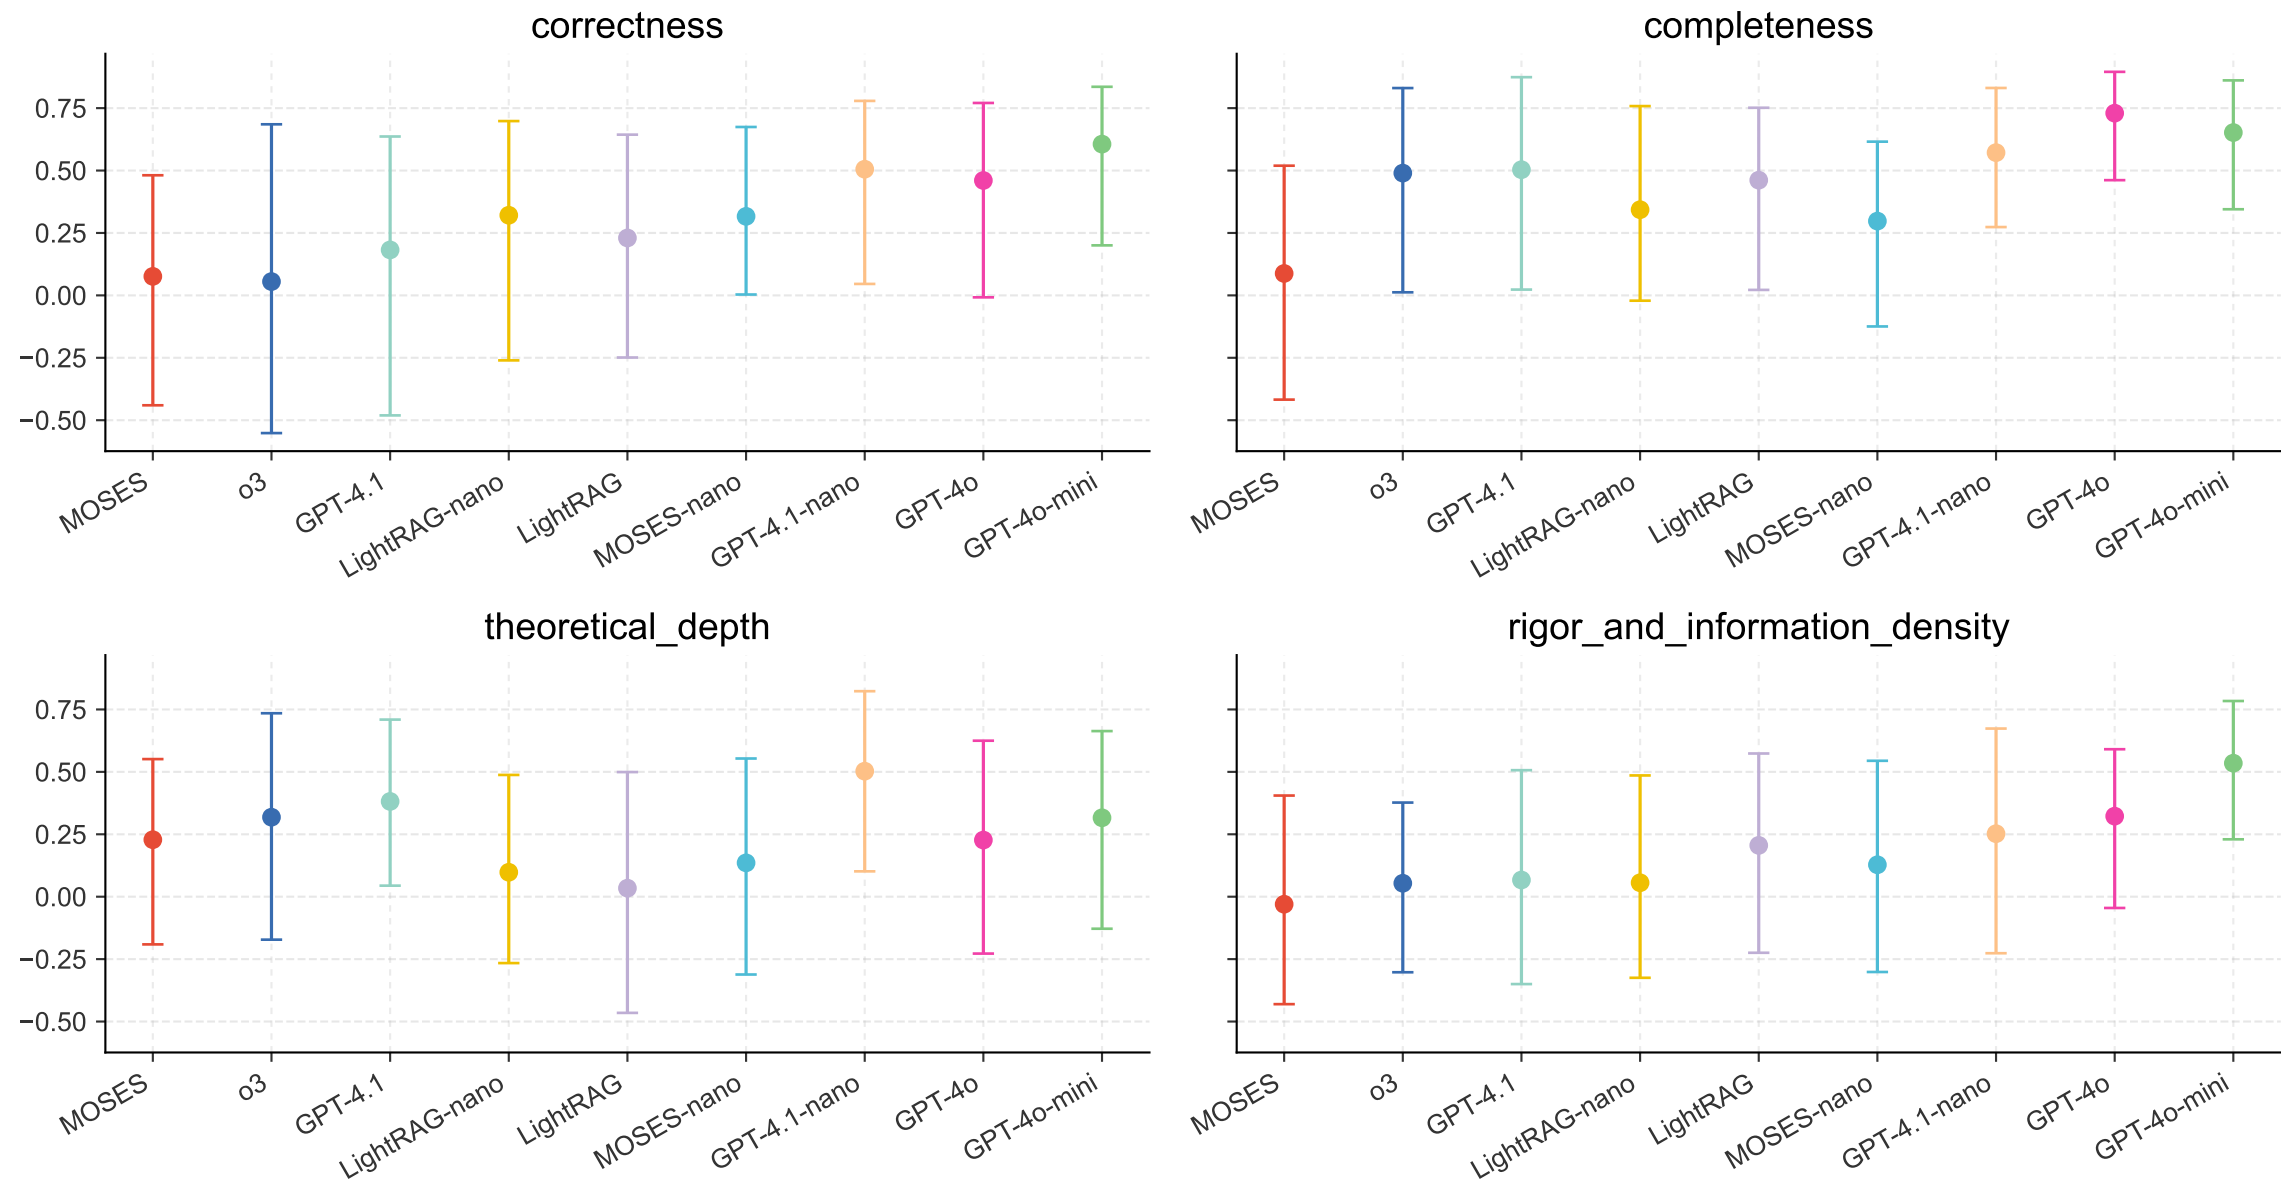 correctness
0.75
0.50
0.25
0.00
−0.25
−0.50
MOSES
o3
GPT-4.1
LightRAG-nano
LightRAG
MOSES-nano
GPT-4.1-nano
GPT-4o
GPT-4o-mini
completeness
MOSES
o3
GPT-4.1
LightRAG-nano
LightRAG
MOSES-nano
GPT-4.1-nano
GPT-4o
GPT-4o-mini
theoretical_depth
0.75
0.50
0.25
0.00
−0.25
−0.50
MOSES
o3
GPT-4.1
LightRAG-nano
LightRAG
MOSES-nano
GPT-4.1-nano
GPT-4o
GPT-4o-mini
rigor_and_information_density
MOSES
o3
GPT-4.1
LightRAG-nano
LightRAG
MOSES-nano
GPT-4.1-nano
GPT-4o
GPT-4o-mini